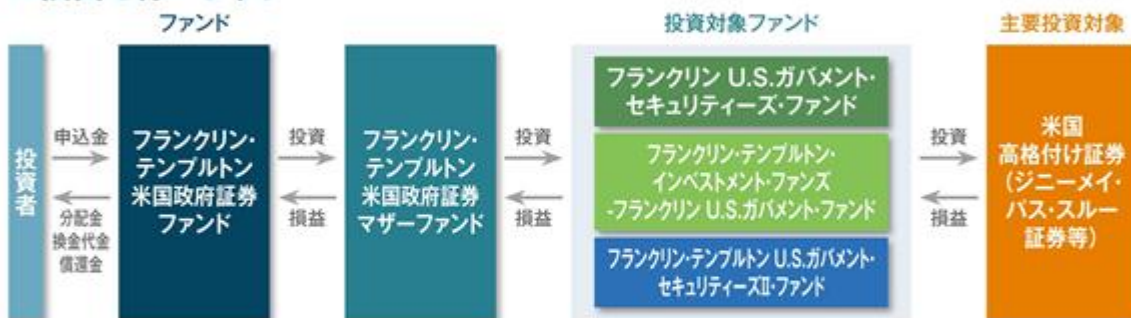 ファンド
投資対象ファンド
主要投資対象
投資者
申込金
分配金
換金代金
償還金
フランクリン・
テンプルトン
米国政府証券
ファンド
投資
損益
フランクリン・
テンプルトン
米国政府証券
マザーファンド
投資
損益
フランクリン U.S.ガバメント・
セキュリティーズ・ファンド
フランクリン・テンプルトン・
インベストメント・ファンズ
-フランクリン U.S.ガバメント・ファンド
フランクリン・テンプルトン U.S.ガバメント・
セキュリティーズII・ファンド
投資
損益
米国
高格付け証券
(ジニーメイ・
パス・スルー
証券等)